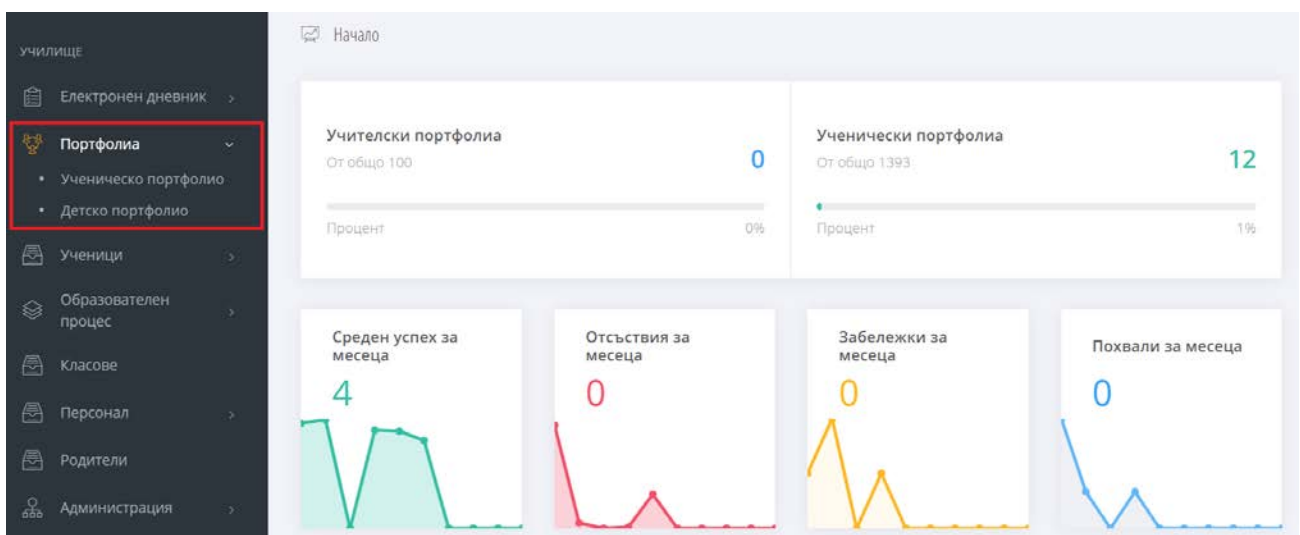 УЧИЛИЩЕ
Електронен дневник
Портфолиа
Ученическо портфолио
Детско портфолио
Ученици
Образователен
процес
Класове
Персонал
Родители
Администрация
Начало
Учителски портфолиа
От общо 100
0
Процент
0%
Ученически портфолиа
От общо 1393
12
Процент
1%
Среден успех за
месеца
4
Отсъствия за
месеца
0
Забележки за
месеца
0
Похвали за месеца
0